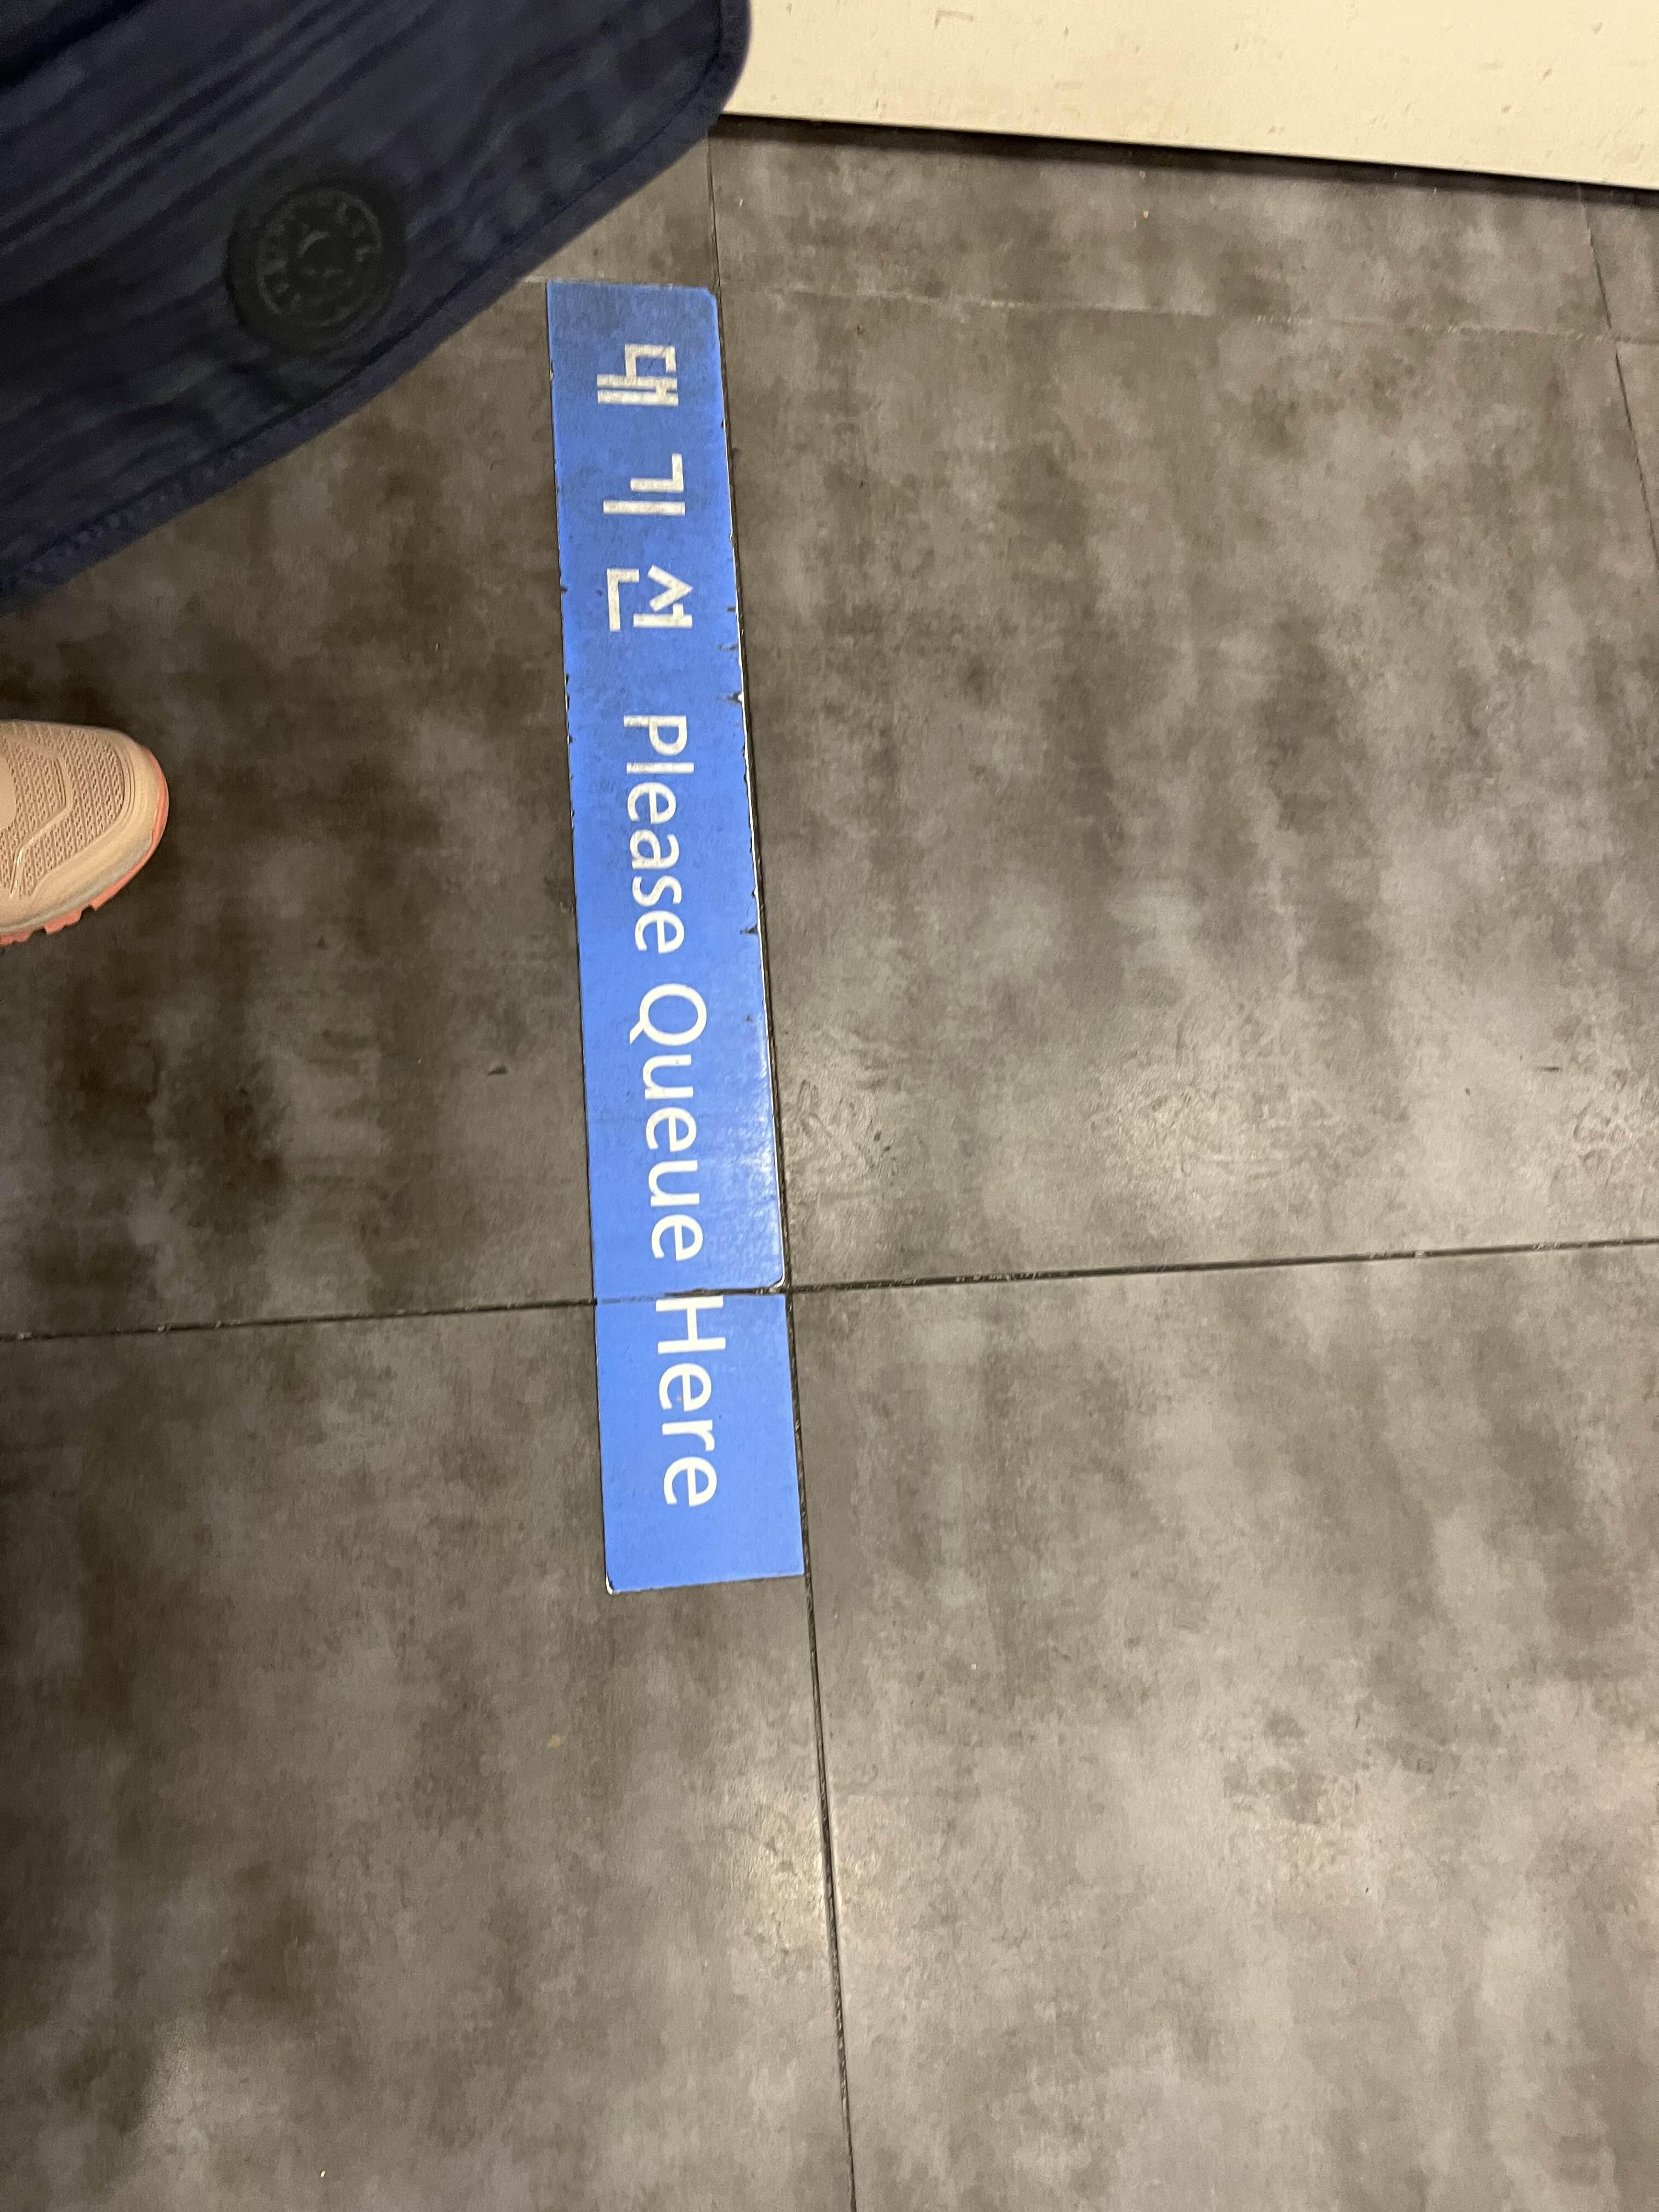 대기선 Please Queue Here